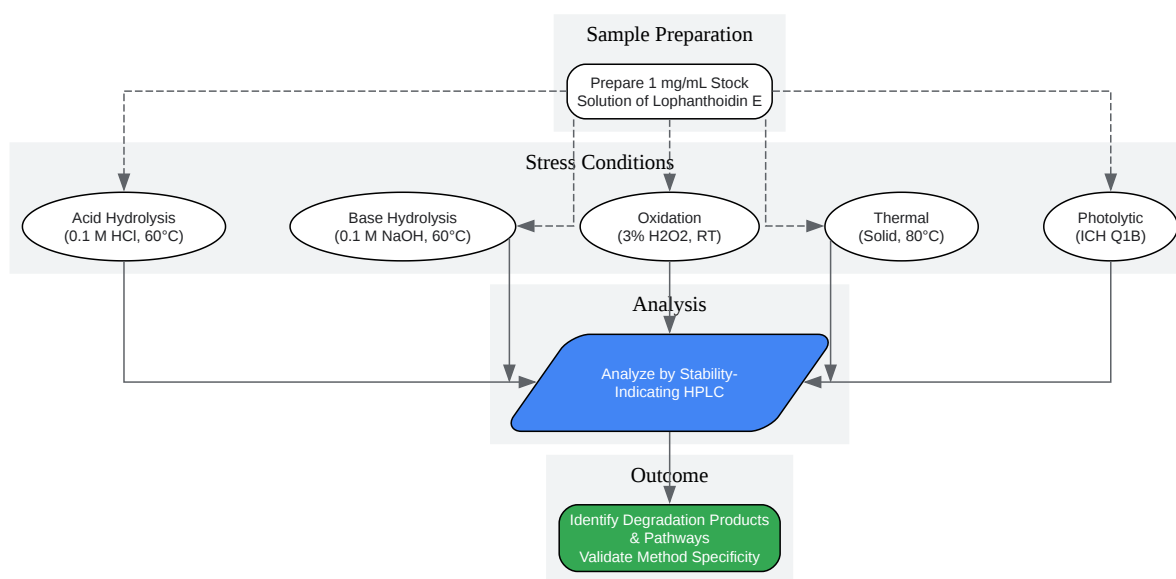 Sample Preparation
Prepare 1 mg/mL Stock
Solution of Lophanthoidin E
Stress Conditions
Acid Hydrolysis
(0.1 M HCl, 60°C)
Base Hydrolysis
(0.1 M NaOH, 60°C)
Oxidation
(3% H2O2, RT)
Thermal
(Solid, 80°C)
Photolytic
(ICH Q1B)
Analysis
Analyze by Stability-
Indicating HPLC
Outcome
Identify Degradation Products
& Pathways
Validate Method Specificity